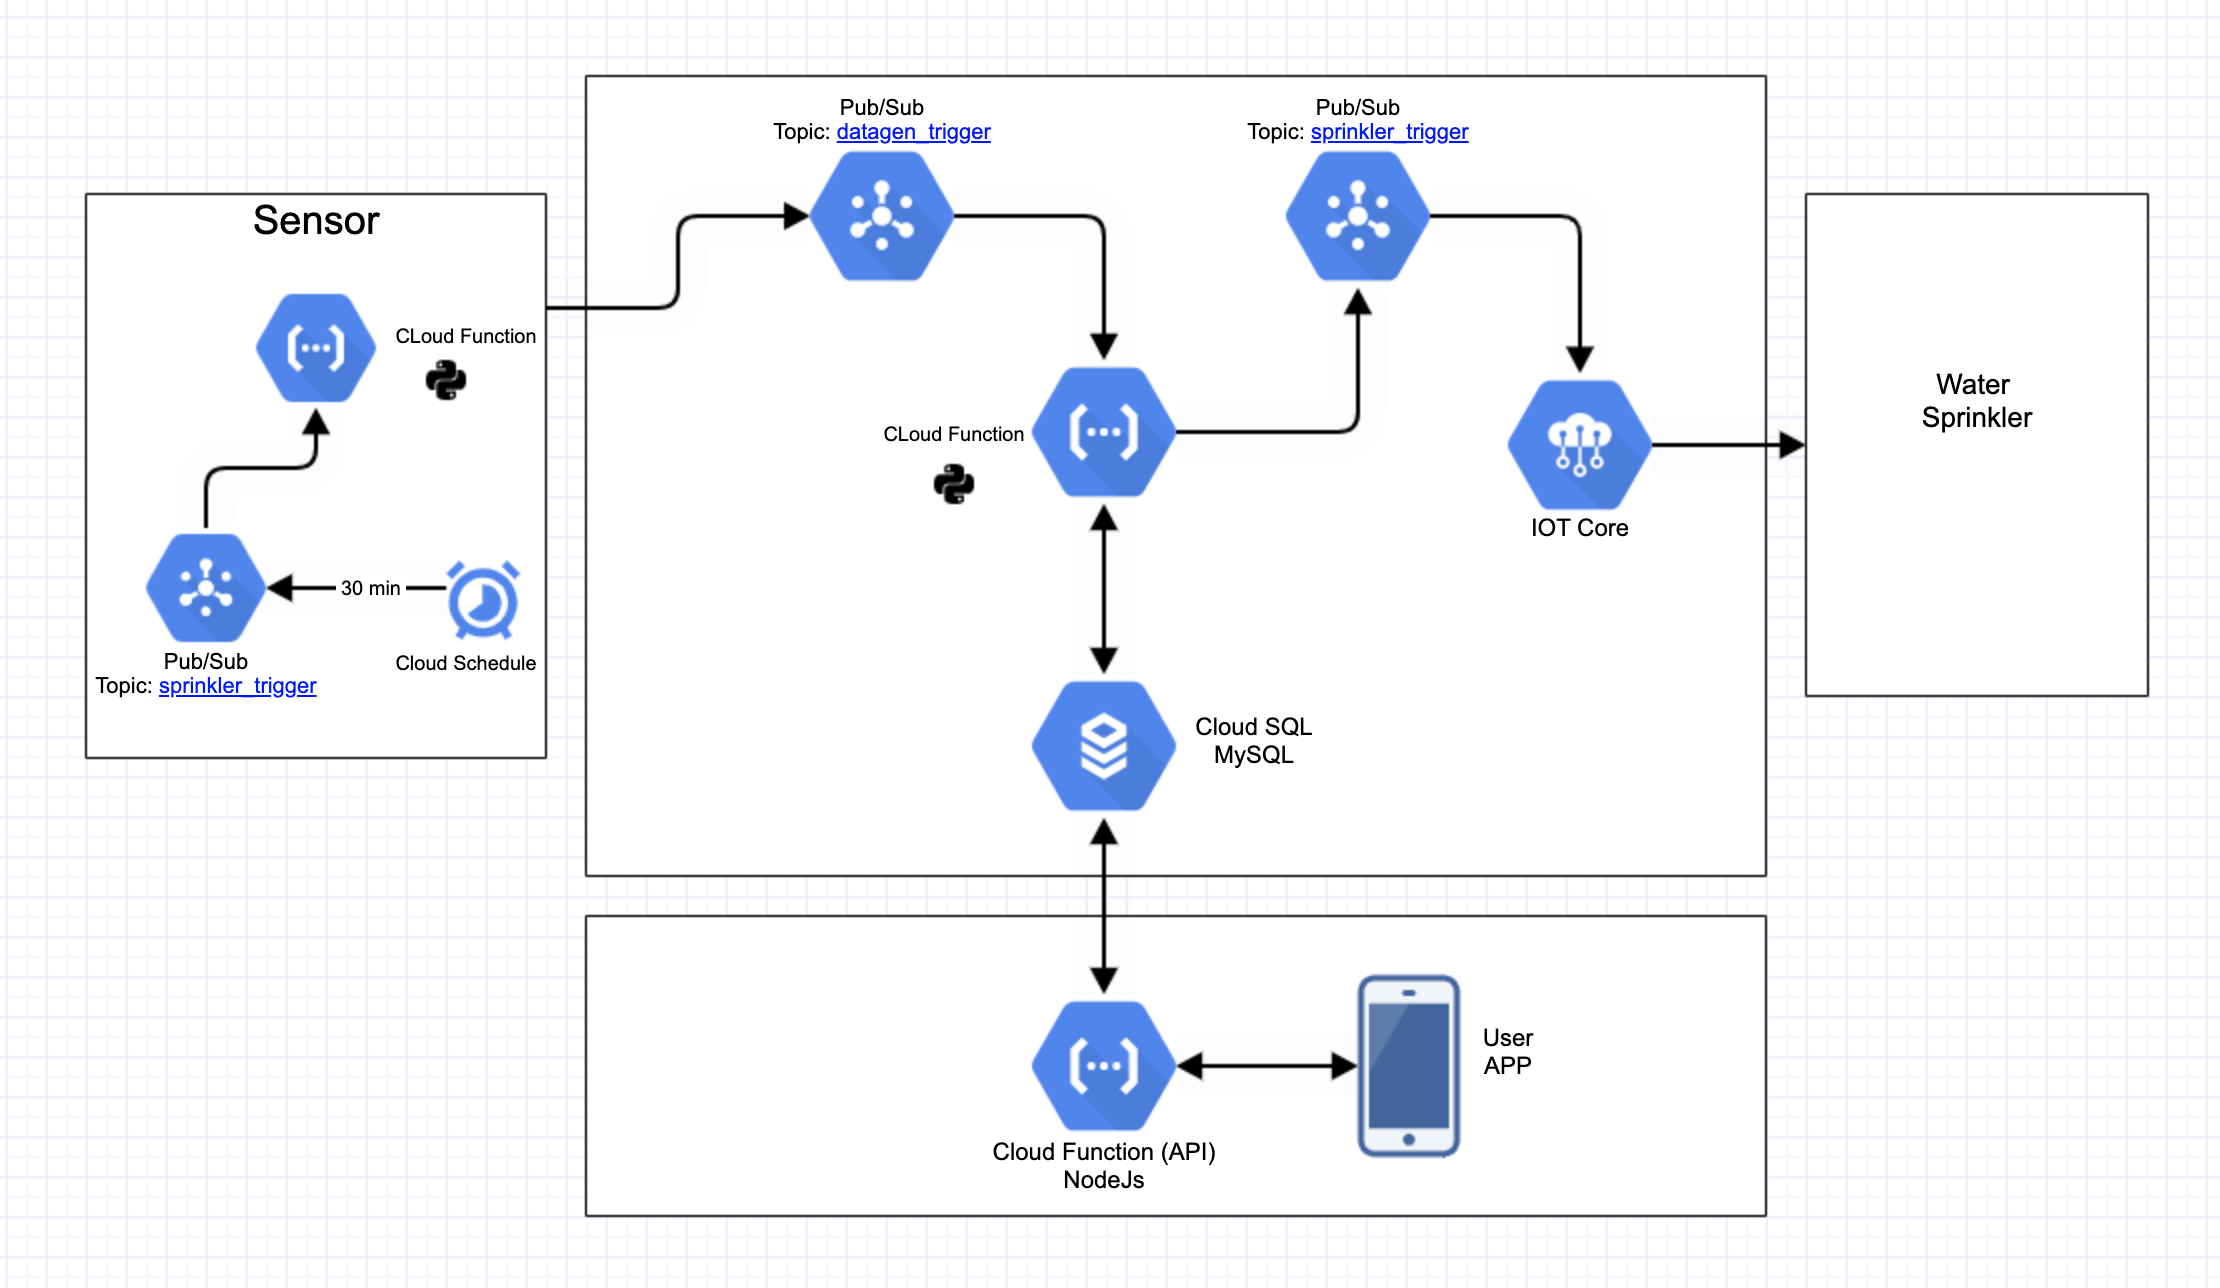 Sensor
CLoud Function
30 min
Pub/Sub
Topic: sprinkler_trigger
Cloud Schedule
Pub/Sub
Topic: datagen_trigger
Pub/Sub
Topic: sprinkler_trigger
CLoud Function
IOT Core
Cloud SQL
MySQL
Water
Sprinkler
Cloud Function (API)
NodeJs
User
APP